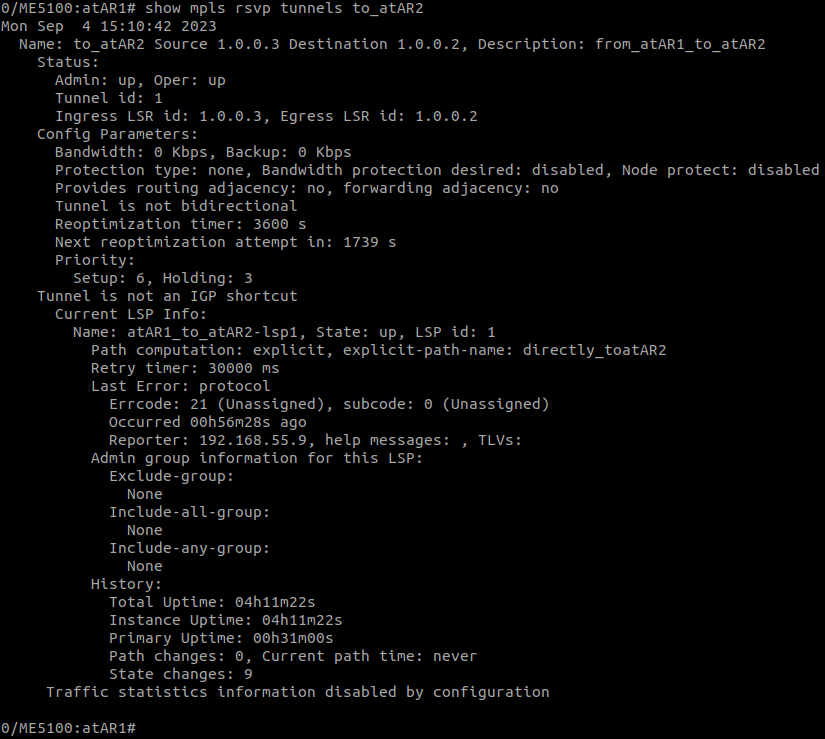 0/ME5100:atAR1# show mpls rsvp tunnels to_atAR2
Mon Sep  4 15:10:42 2023
  Name: to_atAR2 Source 1.0.0.3 Destination 1.0.0.2, Description: from_atAR1_to_atAR2
    Status:
      Admin: up, Oper: up
      Tunnel id: 1
      Ingress LSR id: 1.0.0.3, Egress LSR id: 1.0.0.2
    Config Parameters:
      Bandwidth: 0 Kbps, Backup: 0 Kbps
      Protection type: none, Bandwidth protection desired: disabled, Node protect: disabled
      Provides routing adjacency: no, forwarding adjacency: no
      Tunnel is not bidirectional
      Reoptimization timer: 3600 s
      Next reoptimization attempt in: 1739 s
      Priority:
        Setup: 6, Holding: 3
    Tunnel is not an IGP shortcut
      Current LSP Info:
        Name: atAR1_to_atAR2-lsp1, State: up, LSP id: 1
          Path computation: explicit, explicit-path-name: directly_toatAR2
          Retry timer: 30000 ms
          Last Error: protocol
            Errcode: 21 (Unassigned), subcode: 0 (Unassigned)
            Occurred 00h56m28s ago
            Reporter: 192.168.55.9, help messages: , TLVs:
          Admin group information for this LSP:
            Exclude-group:
              None
            Include-all-group:
              None
            Include-any-group:
              None
          History:
            Total Uptime: 04h11m22s
            Instance Uptime: 04h11m22s
            Primary Uptime: 00h31m00s
            Path changes: 0, Current path time: never
            State changes: 9
     Traffic statistics information disabled by configuration

0/ME5100:atAR1#